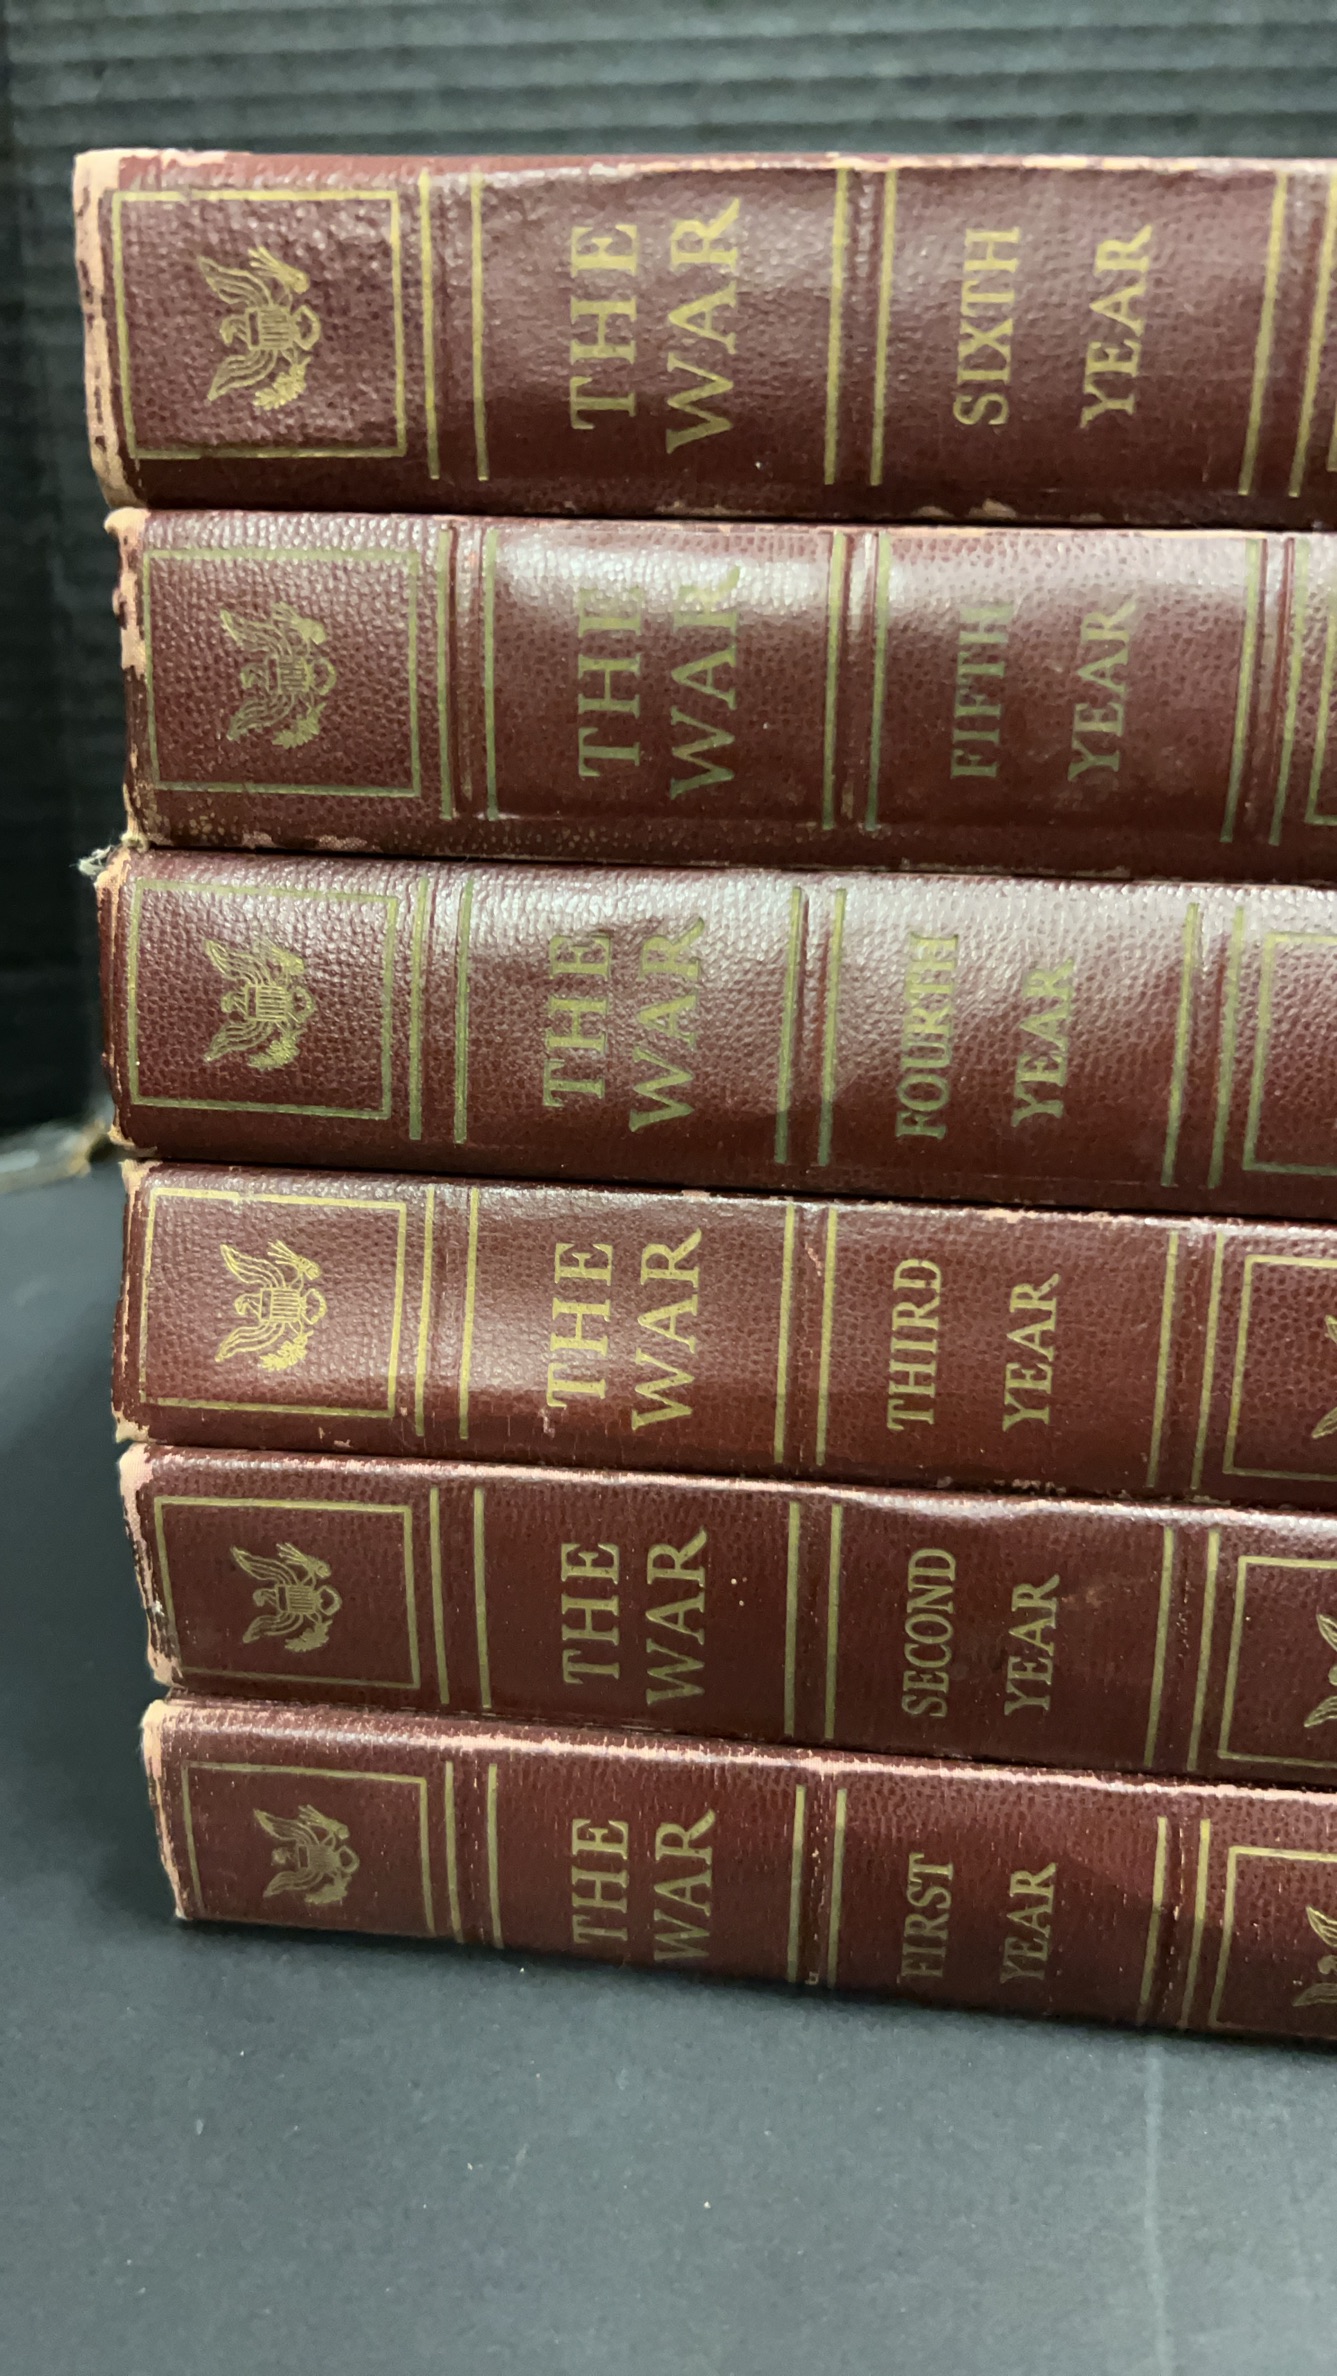 THE
WAR
SIXTH
YEAR
THE
WAR
FIFTH
YEAR
THE
WAR
FOURTH
YEAR
THE
WAR
THIRD
YEAR
THE
WAR
SECOND
YEAR
THE
WAR
FIRST
YEAR